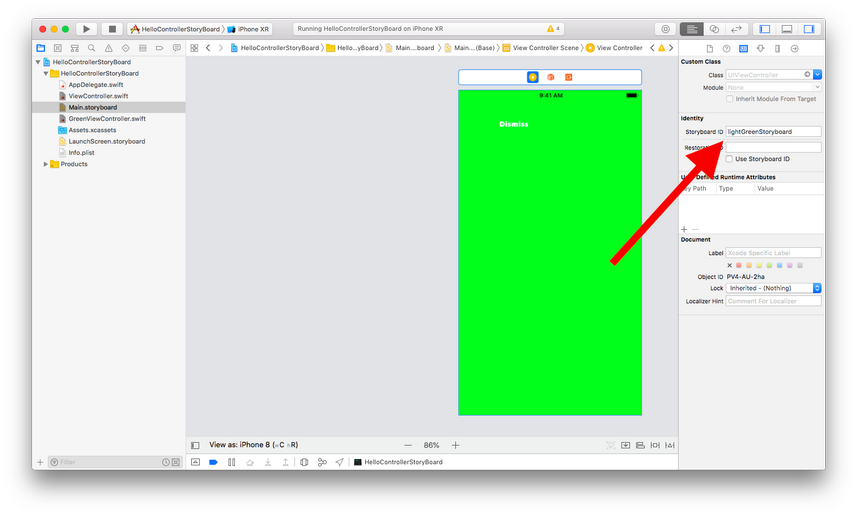 HelloControllerStoryBoard
iPhone XR
Running HelloControllerStoryBoard on iPhone XR
4
HelloControllerStoryBoard
Hello...yBoard
Main....board
Main....(Base)
View Controller Scene
View Controller
HelloControllerStoryBoard
HelloControllerStoryBoard
AppDelegate.swift
ViewController.swift
Main.storyboard
GreenViewController.swift
Assets.xcassets
LaunchScreen.storyboard
Info.plist
Products
9:41 AM
Dismiss
Custom Class
Class UIViewController
Module None
Inherit Module From Target
Identity
Storyboard ID lightGreenStoryboard
Use Storyboard ID
Defined Runtime Attributes
Path Type Value
Document
Label Xcode Specific Label
Object ID PV4-AU-2ha
Lock Inherited - (Nothing)
Localizer Hint Comment For Localizer
View as: iPhone 8 (wC hR)
86%
Filter
HelloControllerStoryBoard